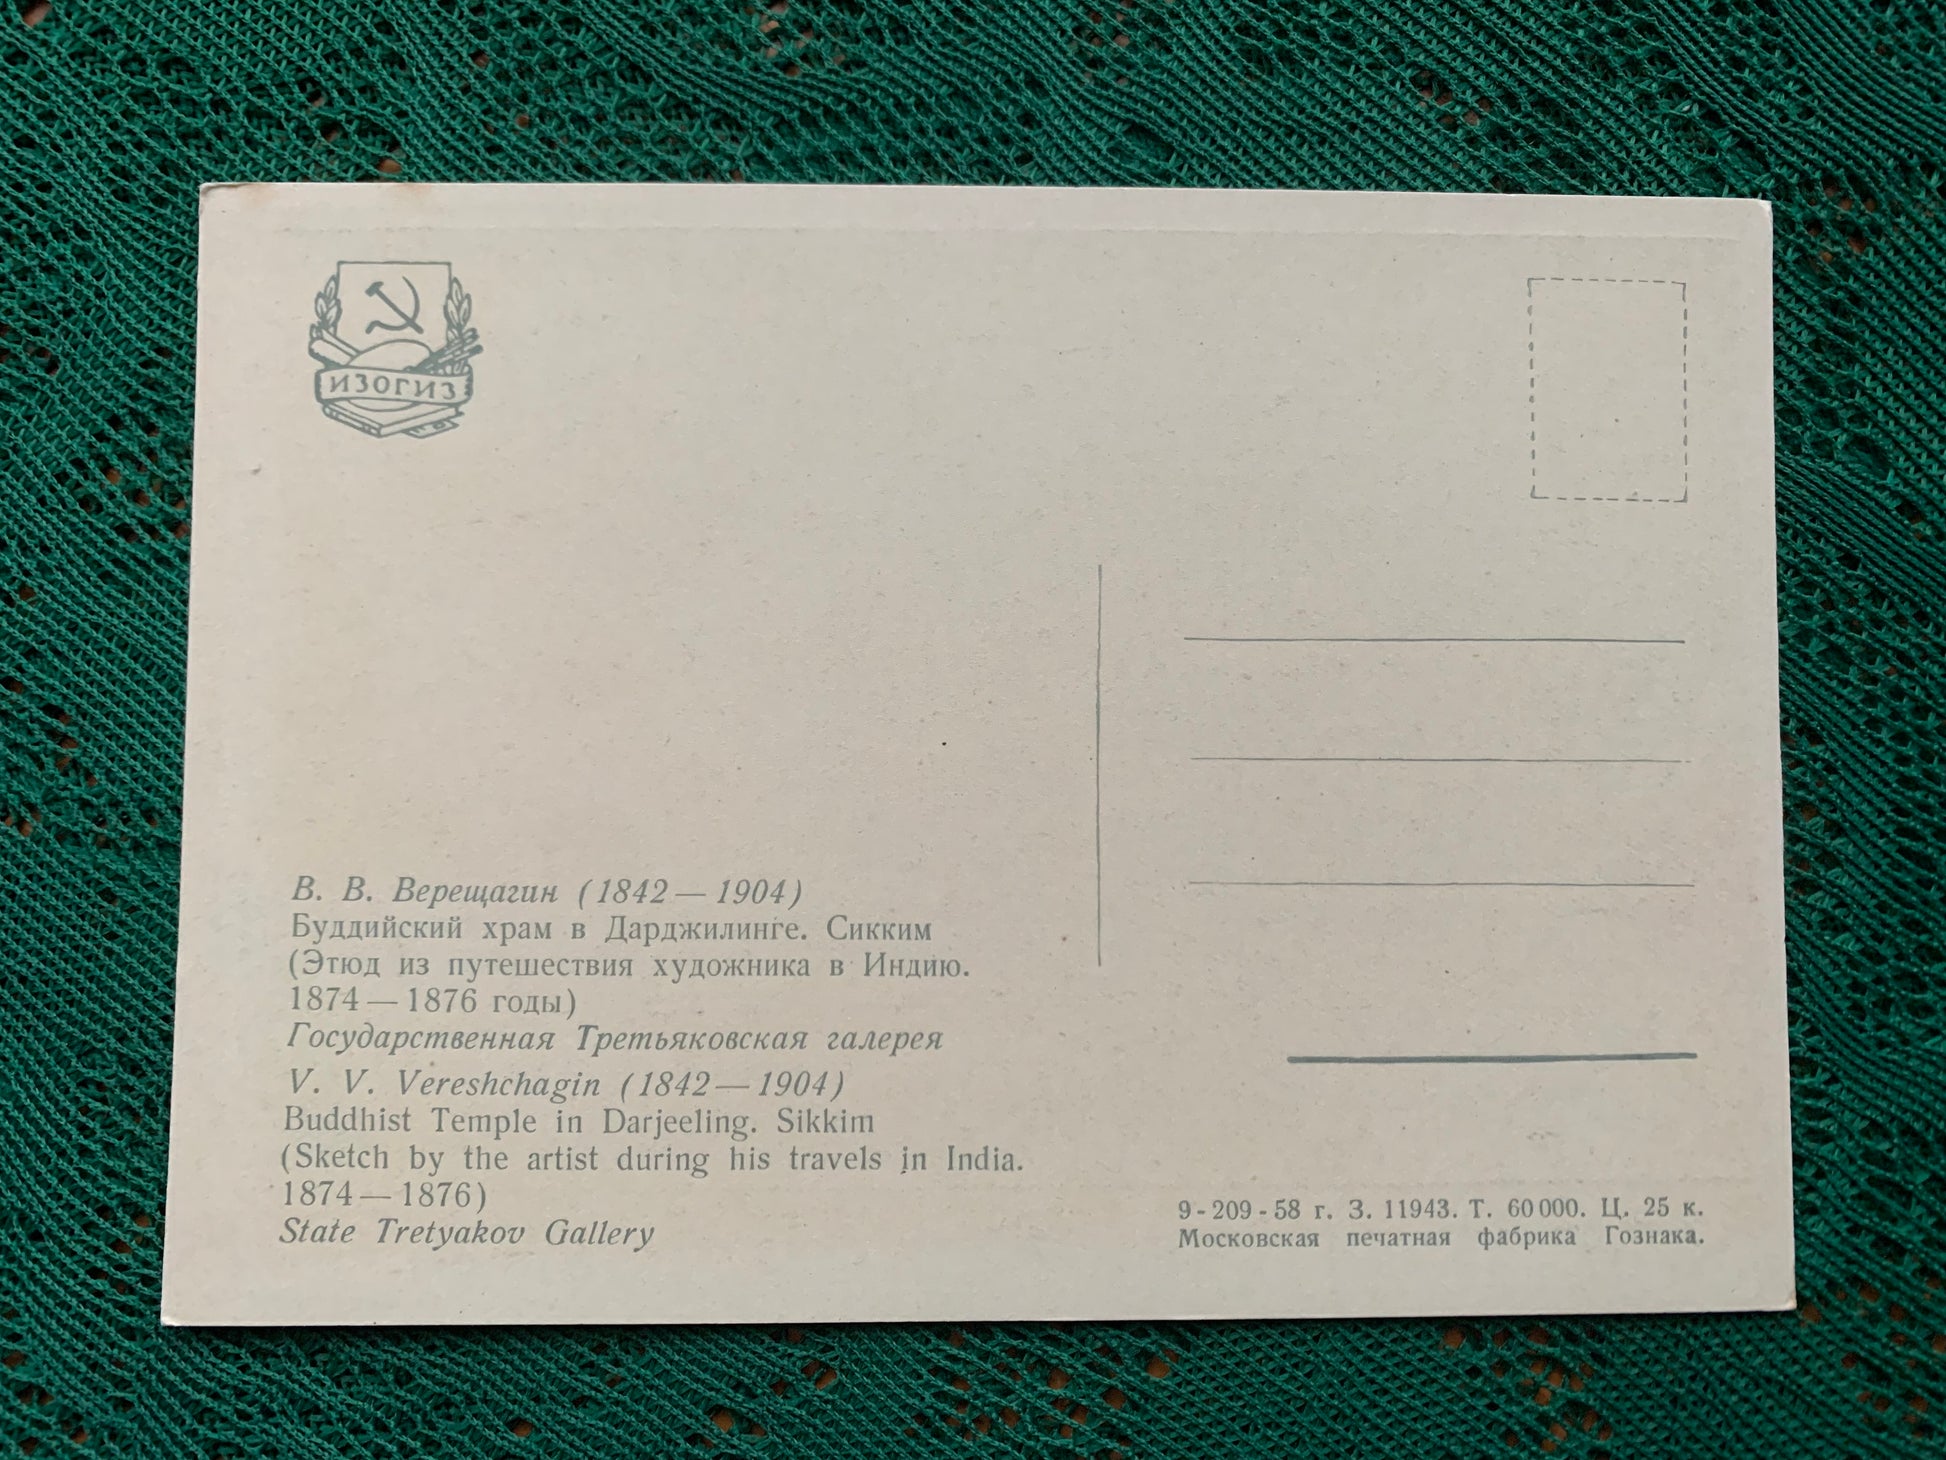 ИЗОГИЗ
В. В. Верещагин (1842 — 1904)
Буддийский храм в Дарджилинге. Сикким
(Этюд из путешествия художника в Индию.
1874 — 1876 годы)
Государственная Третьяковская галерея
V. V. Vereshchagin (1842 — 1904)
Buddhist Temple in Darjeeling. Sikkim
(Sketch by the artist during his travels in India.
1874 — 1876)
State Tretyakov Gallery
9-209-58 г. З. 11943. Т. 60 000. Ц. 25 к.
Московская печатная фабрика Гознака.